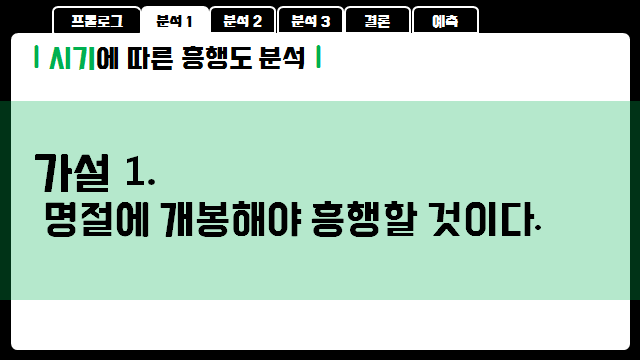 프롤로그 분석 1 분석 2 분석 3 결론 예측
| 시기에 따른 흥행도 분석 |
가설 1.
명절에 개봉해야 흥행할 것이다.